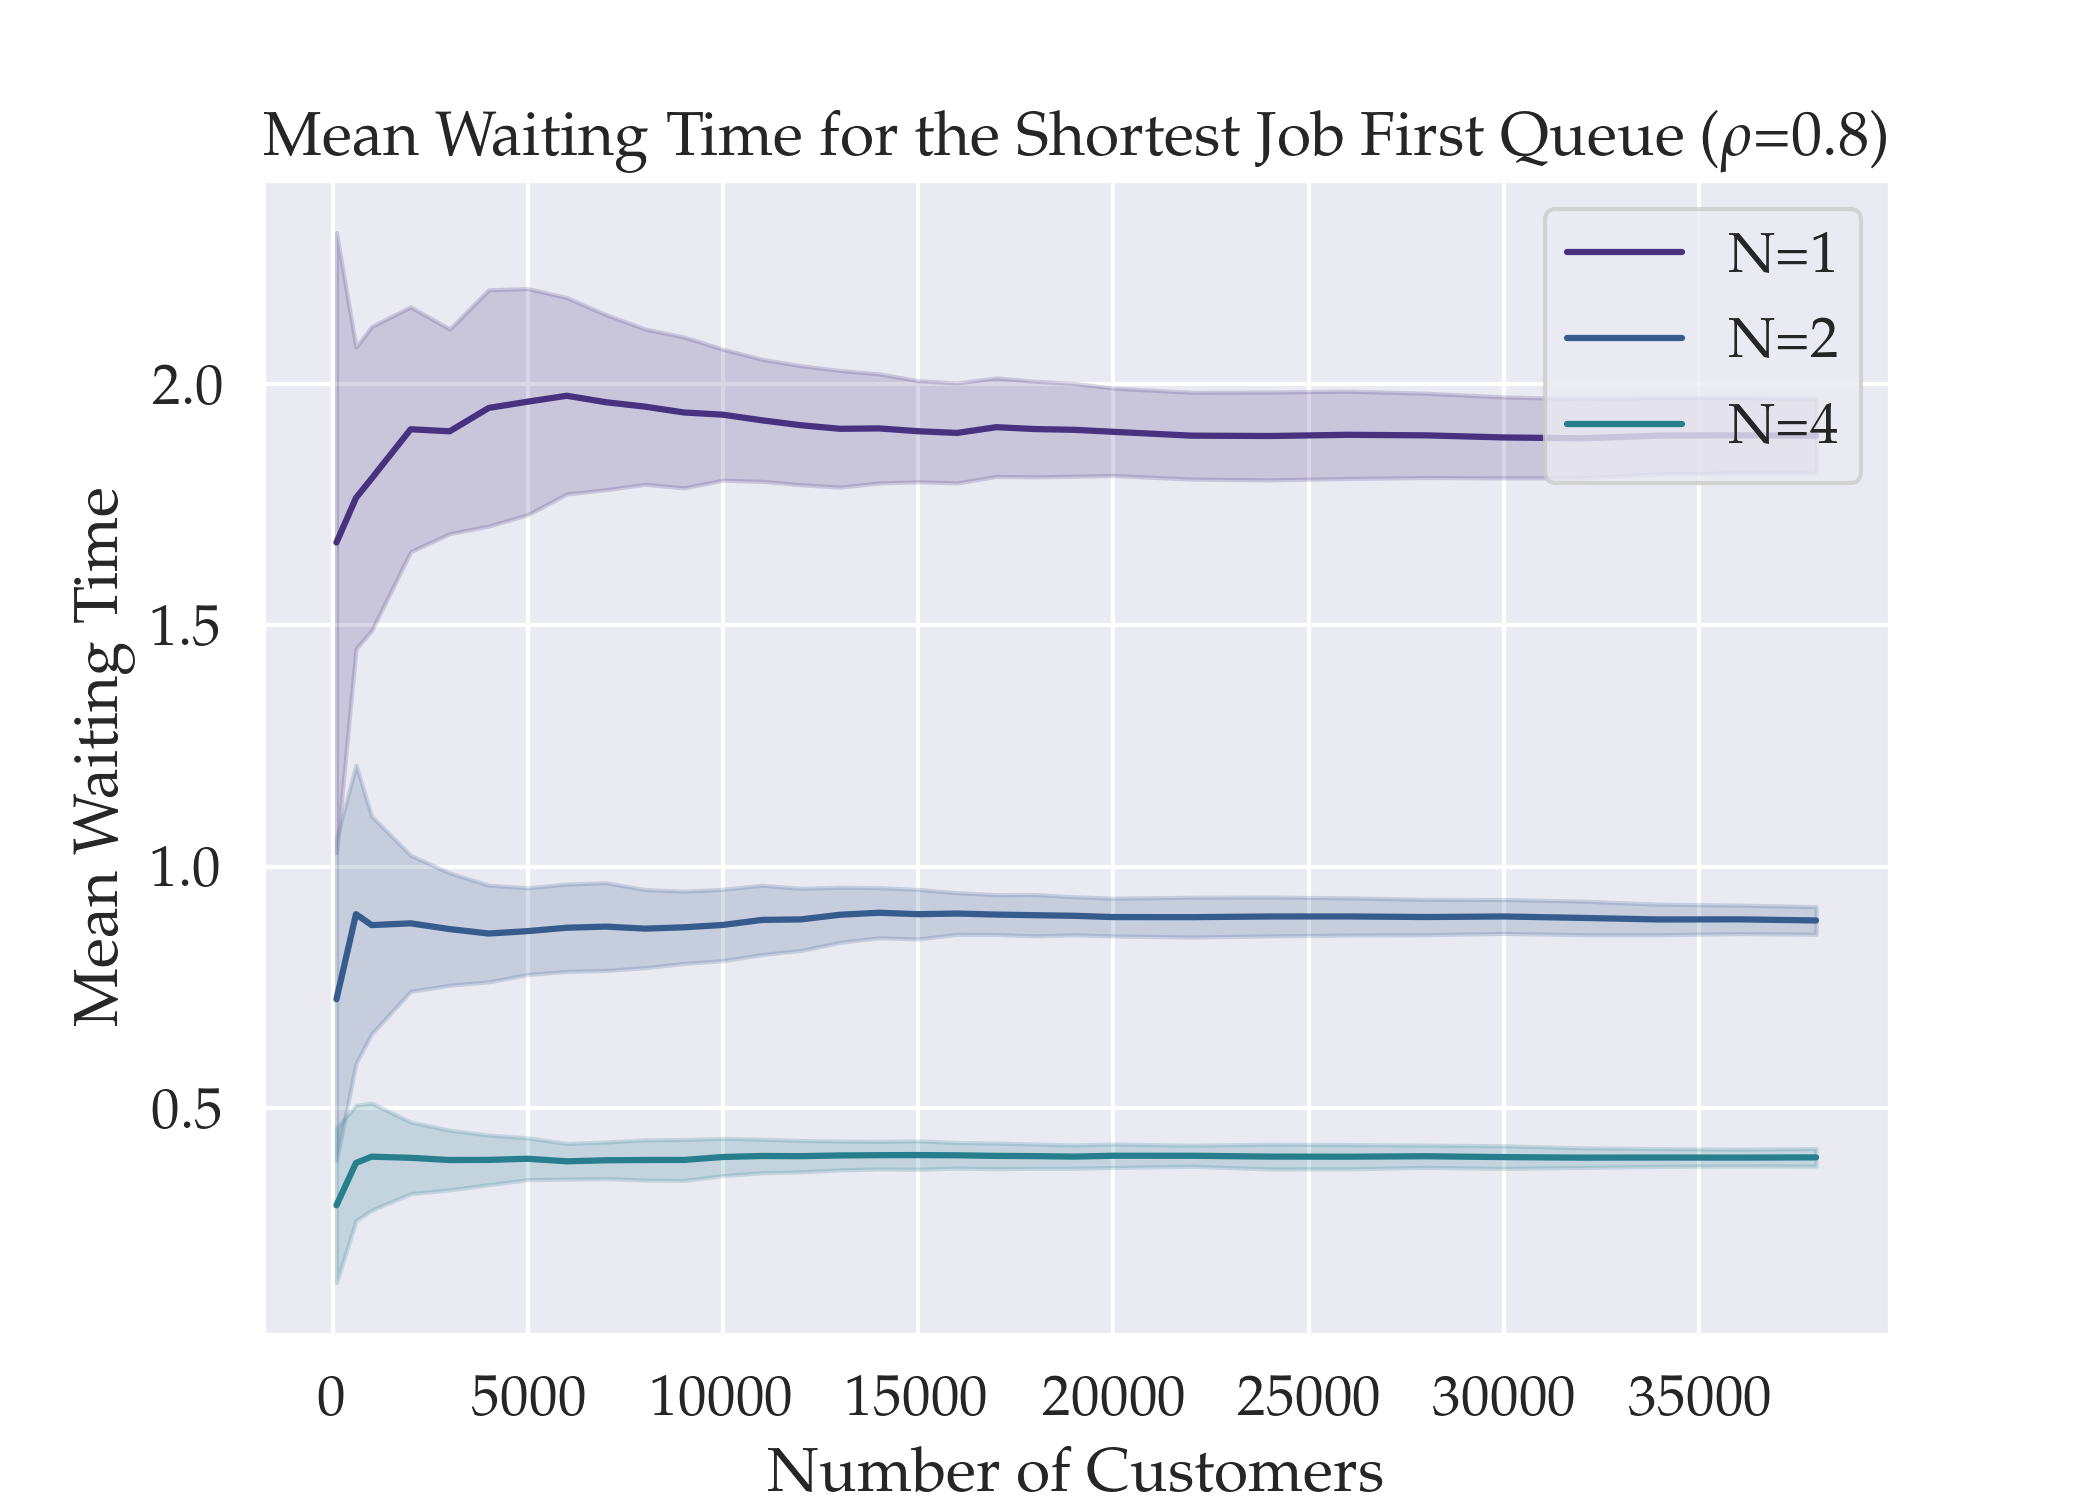 Mean Waiting Time for the Shortest Job First Queue (ρ=0.8)
N=1
N=2
N=4
Mean Waiting Time
2.0
1.5
1.0
0.5
0 5000 10000 15000 20000 25000 30000 35000
Number of Customers